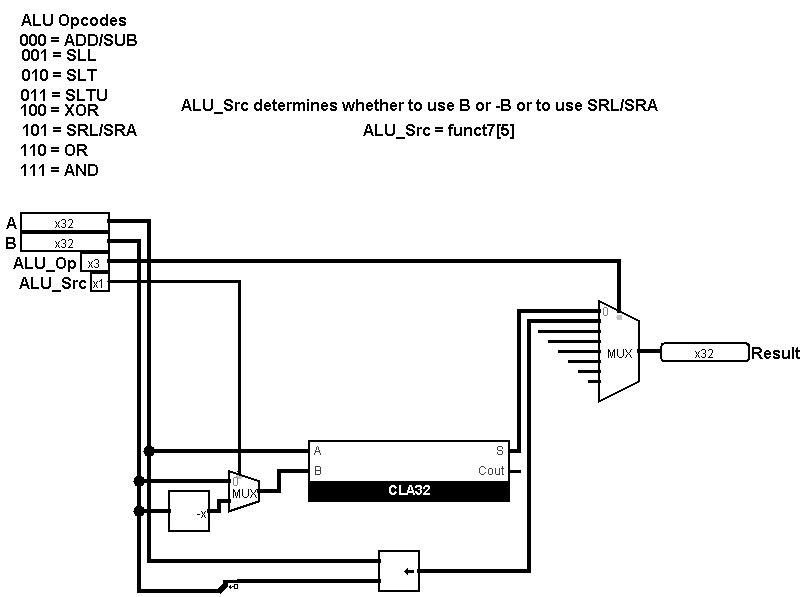 ALU Opcodes
000 = ADD/SUB
001 = SLL
010 = SLT
011 = SLTU
100 = XOR
101 = SRL/SRA
110 = OR
111 = AND
ALU_Src determines whether to use B or -B or to use SRL/SRA
ALU_Src = funct7[5]
A x32
B x32
ALU_Op x3
ALU_Src x1
0
MUX
x32 Result
A S
B Cout
CLA32
0
MUX
-x